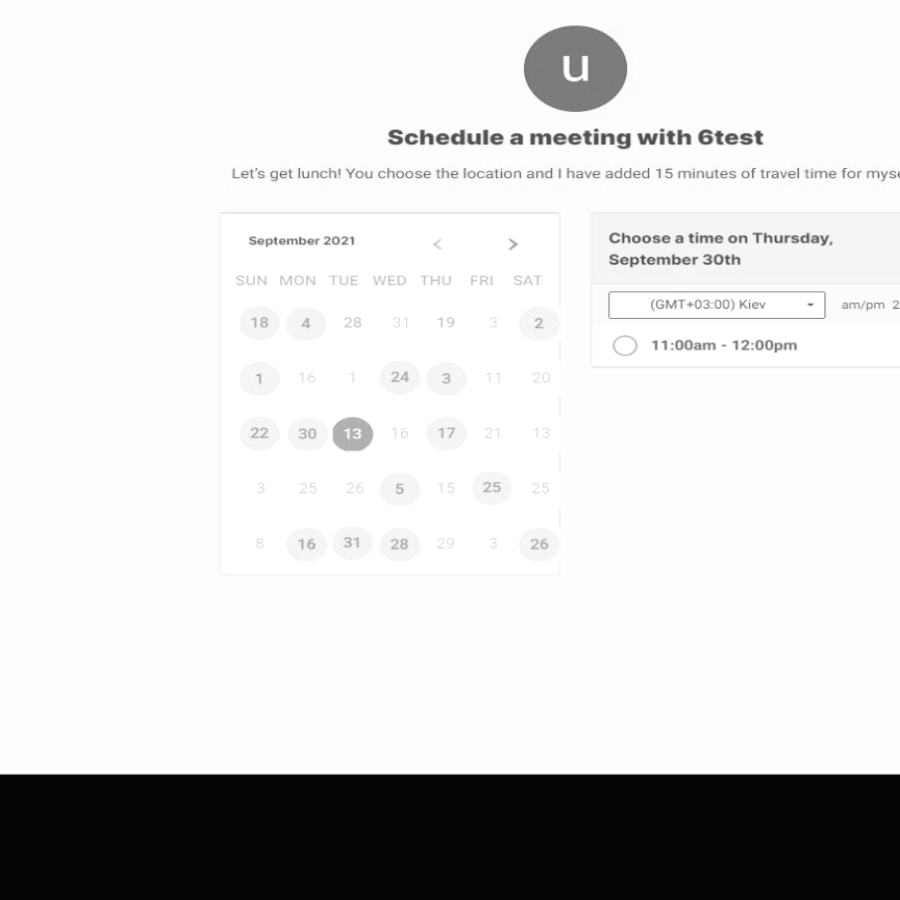 u
Schedule a meeting with 6test
Let's get lunch! You choose the location and I have added 15 minutes of travel time for myse
September 2021 < >
SUN MON TUE WED THU FRI SAT
18 4 28 31 19 3 2
1 16 1 24 3 11 20
22 30 13 16 17 21 13
3 25 26 5 15 25 25
8 16 31 28 29 3 26
Choose a time on Thursday,
September 30th
(GMT+03:00) Kiev am/pm 2
11:00am - 12:00pm